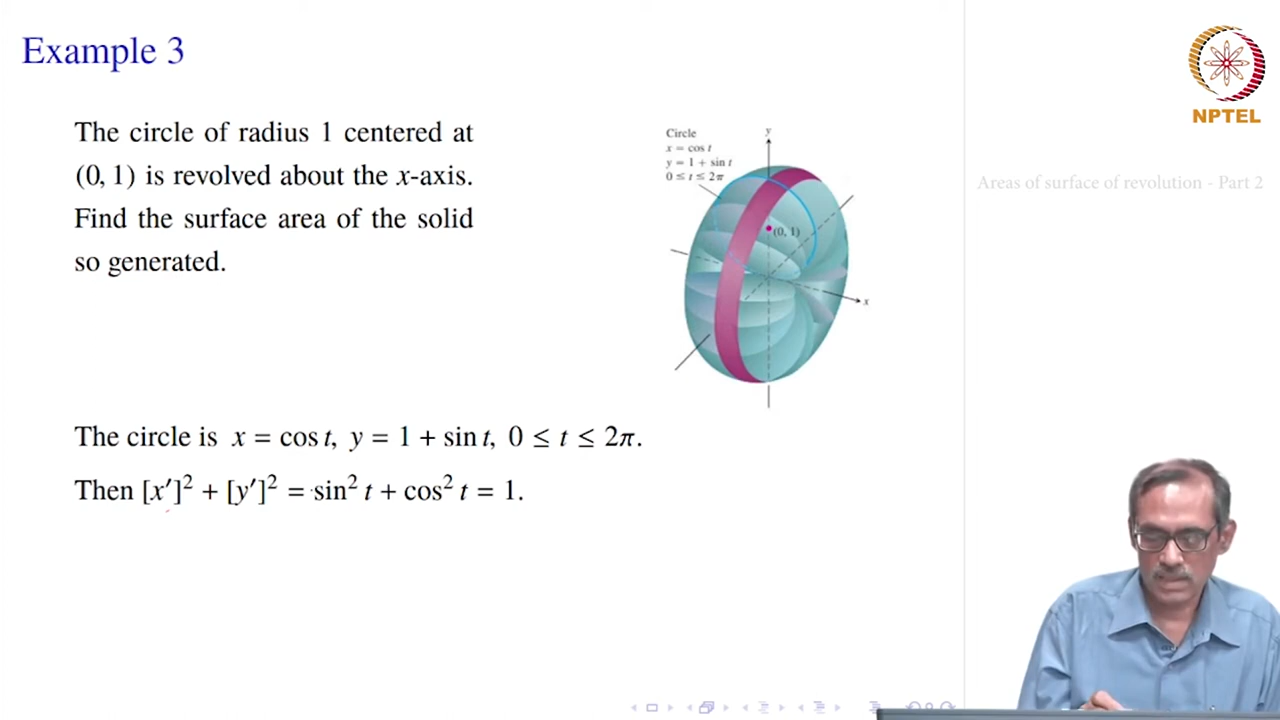 Example 3
NPTEL
The circle of radius 1 centered at
(0, 1) is revolved about the x-axis.
Find the surface area of the solid
so generated.
Circle
x = cos t
y = 1 + sin t
0 ≤ t ≤ 2π
y
(0, 1)
x
Areas of surface of revolution - Part 2
The circle is x = cos t, y = 1 + sin t, 0 ≤ t ≤ 2π.
Then [x′]² + [y′]² = sin² t + cos² t = 1.